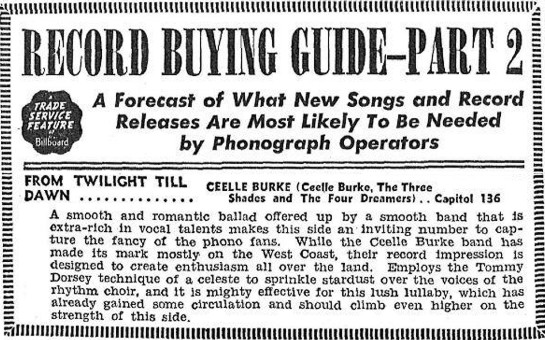 RECORD BUYING GUIDE—PART 2
A TRADE
SERVICE
FEATURE
OF
Billboard
A Forecast of What New Songs and Record
Releases Are Most Likely To Be Needed
by Phonograph Operators
FROM TWILIGHT TILL
DAWN ..............
CEELLE BURKE (Ceelle Burke, The Three
Shades and The Four Dreamers)..Capitol 136
A smooth and romantic ballad offered up by a smooth band that is
extra-rich in vocal talents makes this side an inviting number to cap-
ture the fancy of the phono fans. While the Ceelle Burke band has
made its mark mostly on the West Coast, their record impression is
designed to create enthusiasm all over the land. Employs the Tommy
Dorsey technique of a celeste to sprinkle stardust over the voices of the
rhythm choir, and it is mighty effective for this lush lullaby, which has
already gained some circulation and should climb even higher on the
strength of this side.